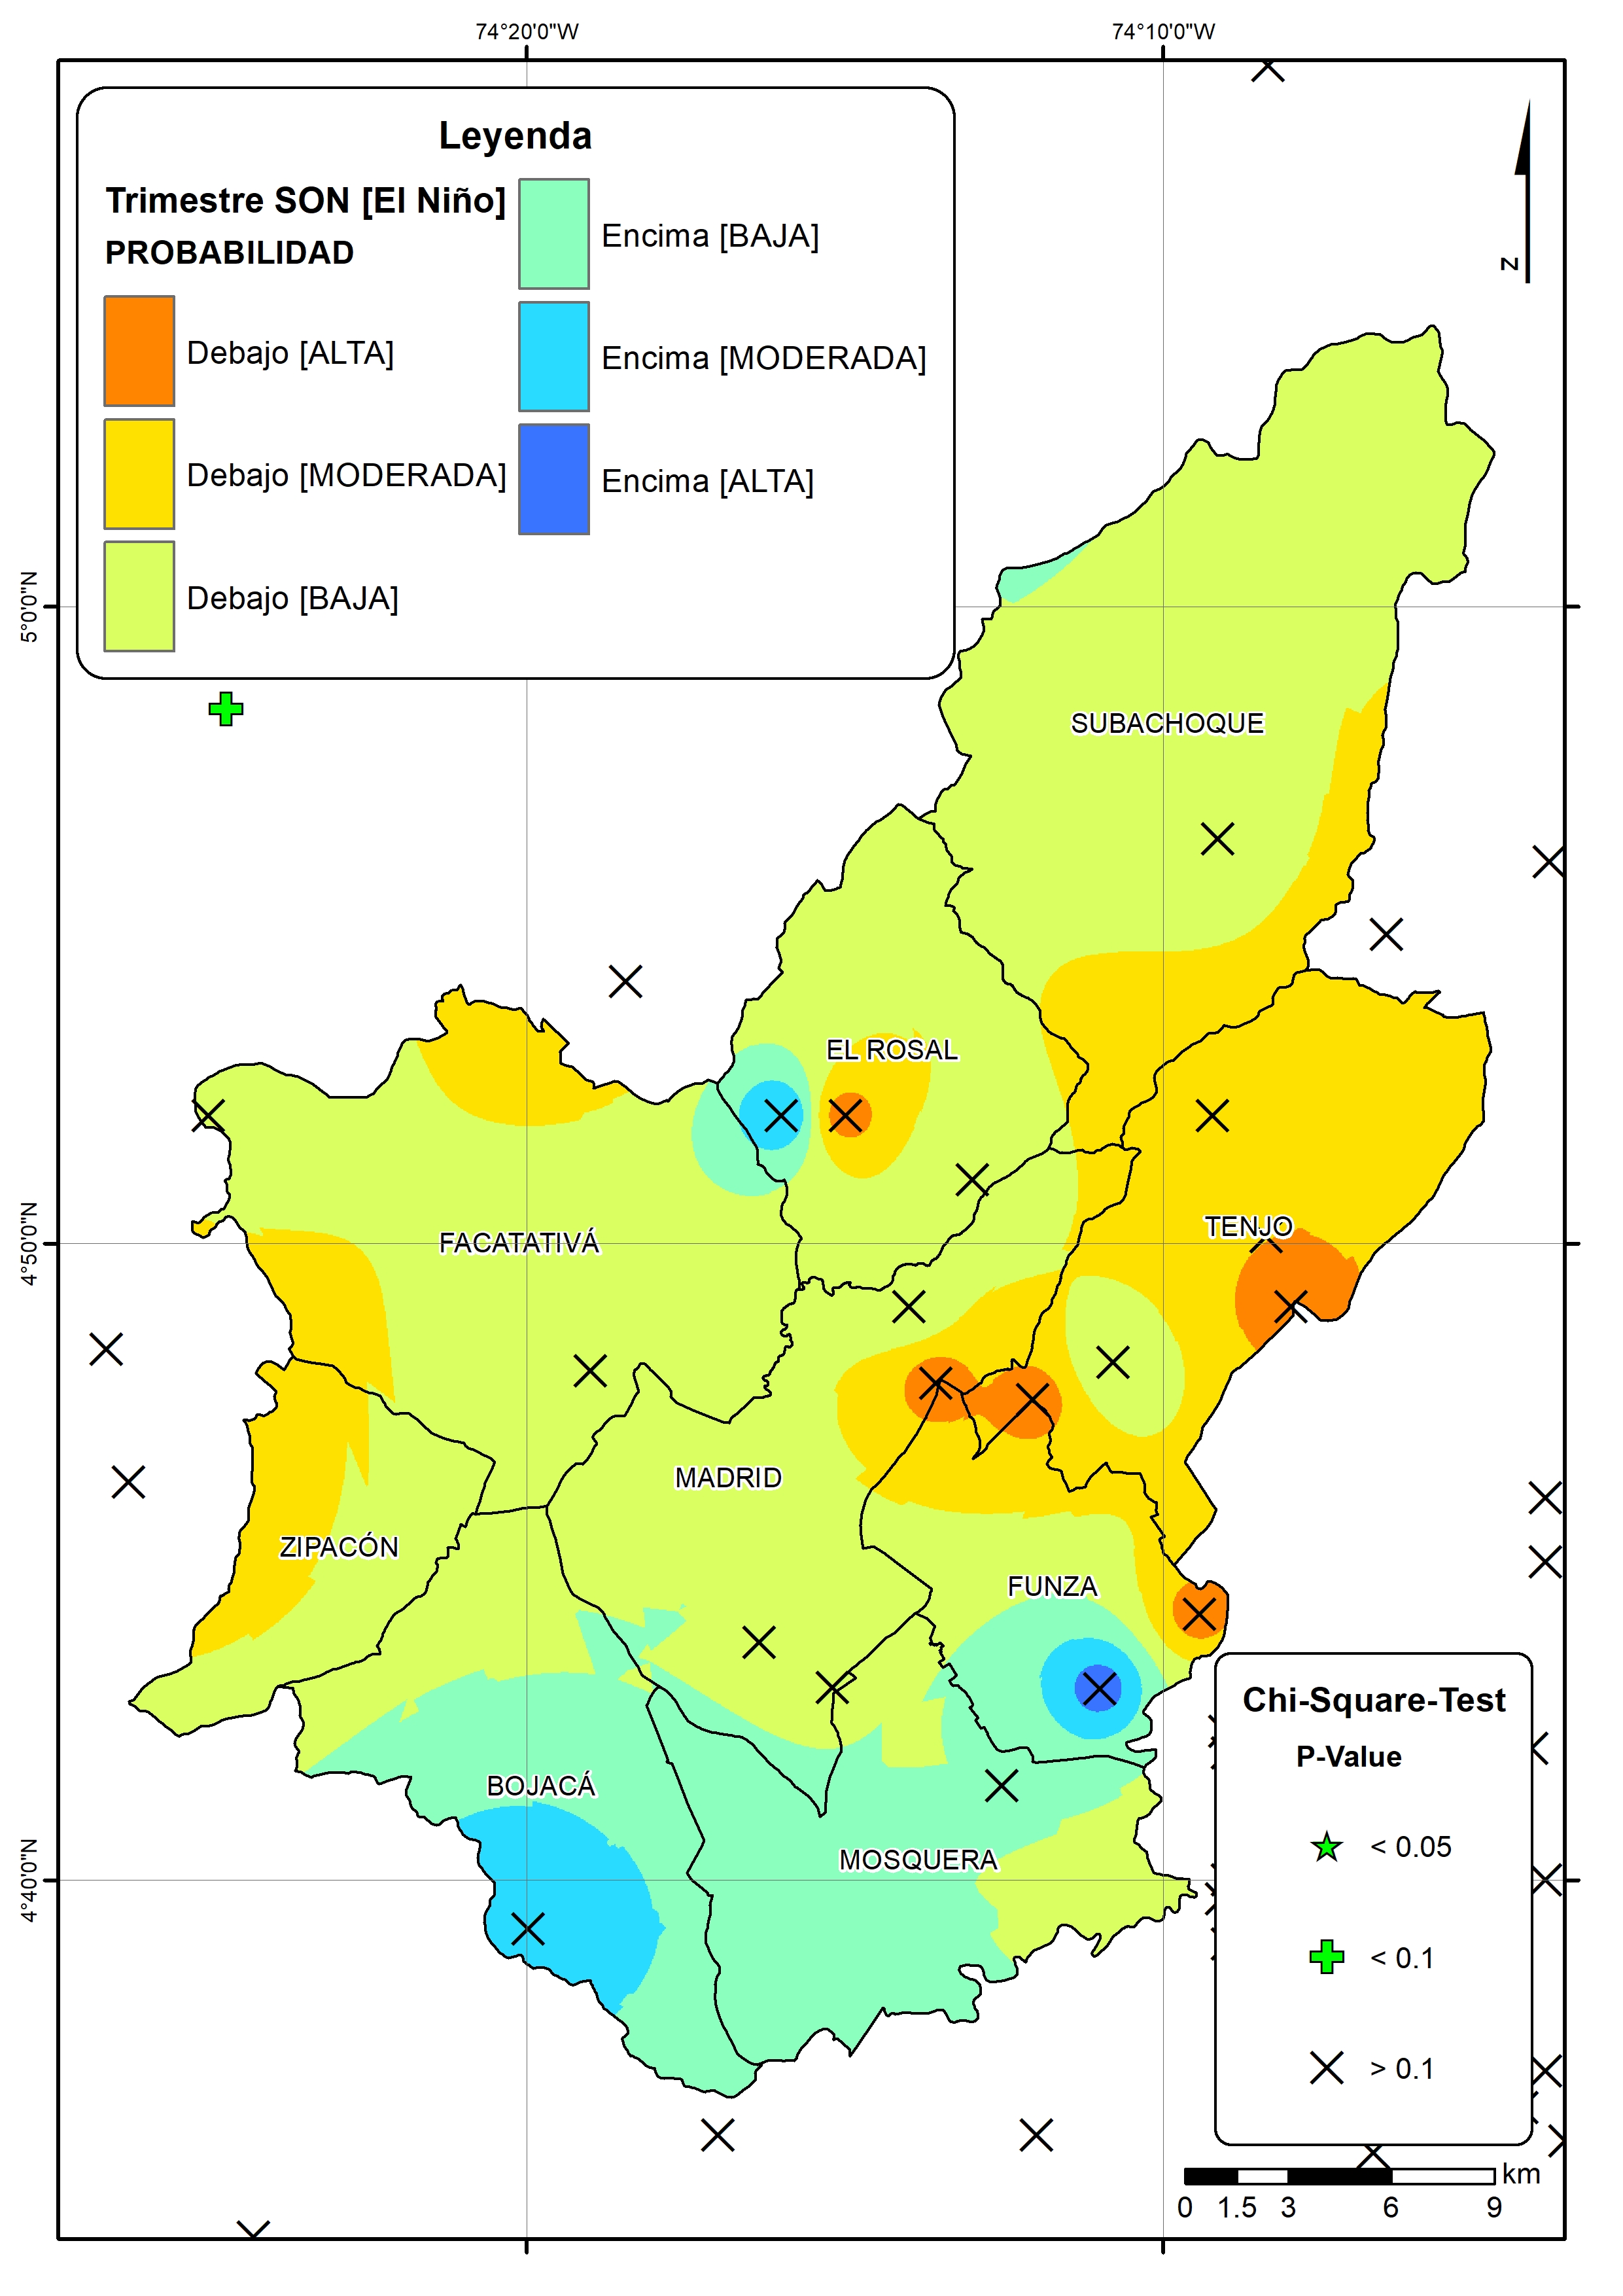 74°20'0"W
74°10'0"W
Leyenda
Trimestre SON [El Niño]
PROBABILIDAD
Debajo [ALTA]
Debajo [MODERADA]
Debajo [BAJA]
Encima [BAJA]
Encima [MODERADA]
Encima [ALTA]
N
5°0'0"N
SUBACHOQUE
EL ROSAL
TENJO
4°50'0"N
FACATATIVÁ
MADRID
ZIPACÓN
FUNZA
BOJACÁ
MOSQUERA
4°40'0"N
Chi-Square-Test
P-Value
< 0.05
< 0.1
> 0.1
km
0 1.5 3 6 9